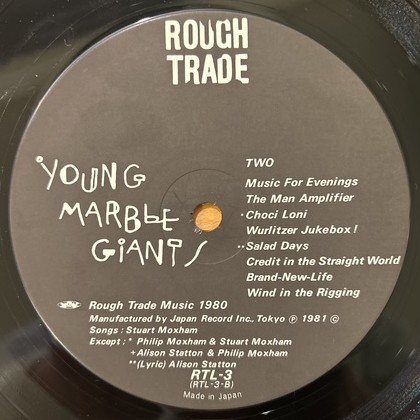 ROUGH
TRADE
YOUNG
MARBLE
GIANTS
TWO
Music For Evenings
The Man Amplifier
·Choci Loni
Wurlitzer Jukebox!
··Salad Days
Credit in the Straight World
Brand-New-Life
Wind in the Rigging
Rough Trade Music 1980
Manufactured by Japan Record Inc., Tokyo Ⓟ 1981 ©
Songs : Stuart Moxham
Except : * Philip Moxham & Stuart Moxham
+Alison Statton & Philip Moxham
**(Lyric) Alison Statton
RTL-3
(RTL-3-B)
Made in Japan